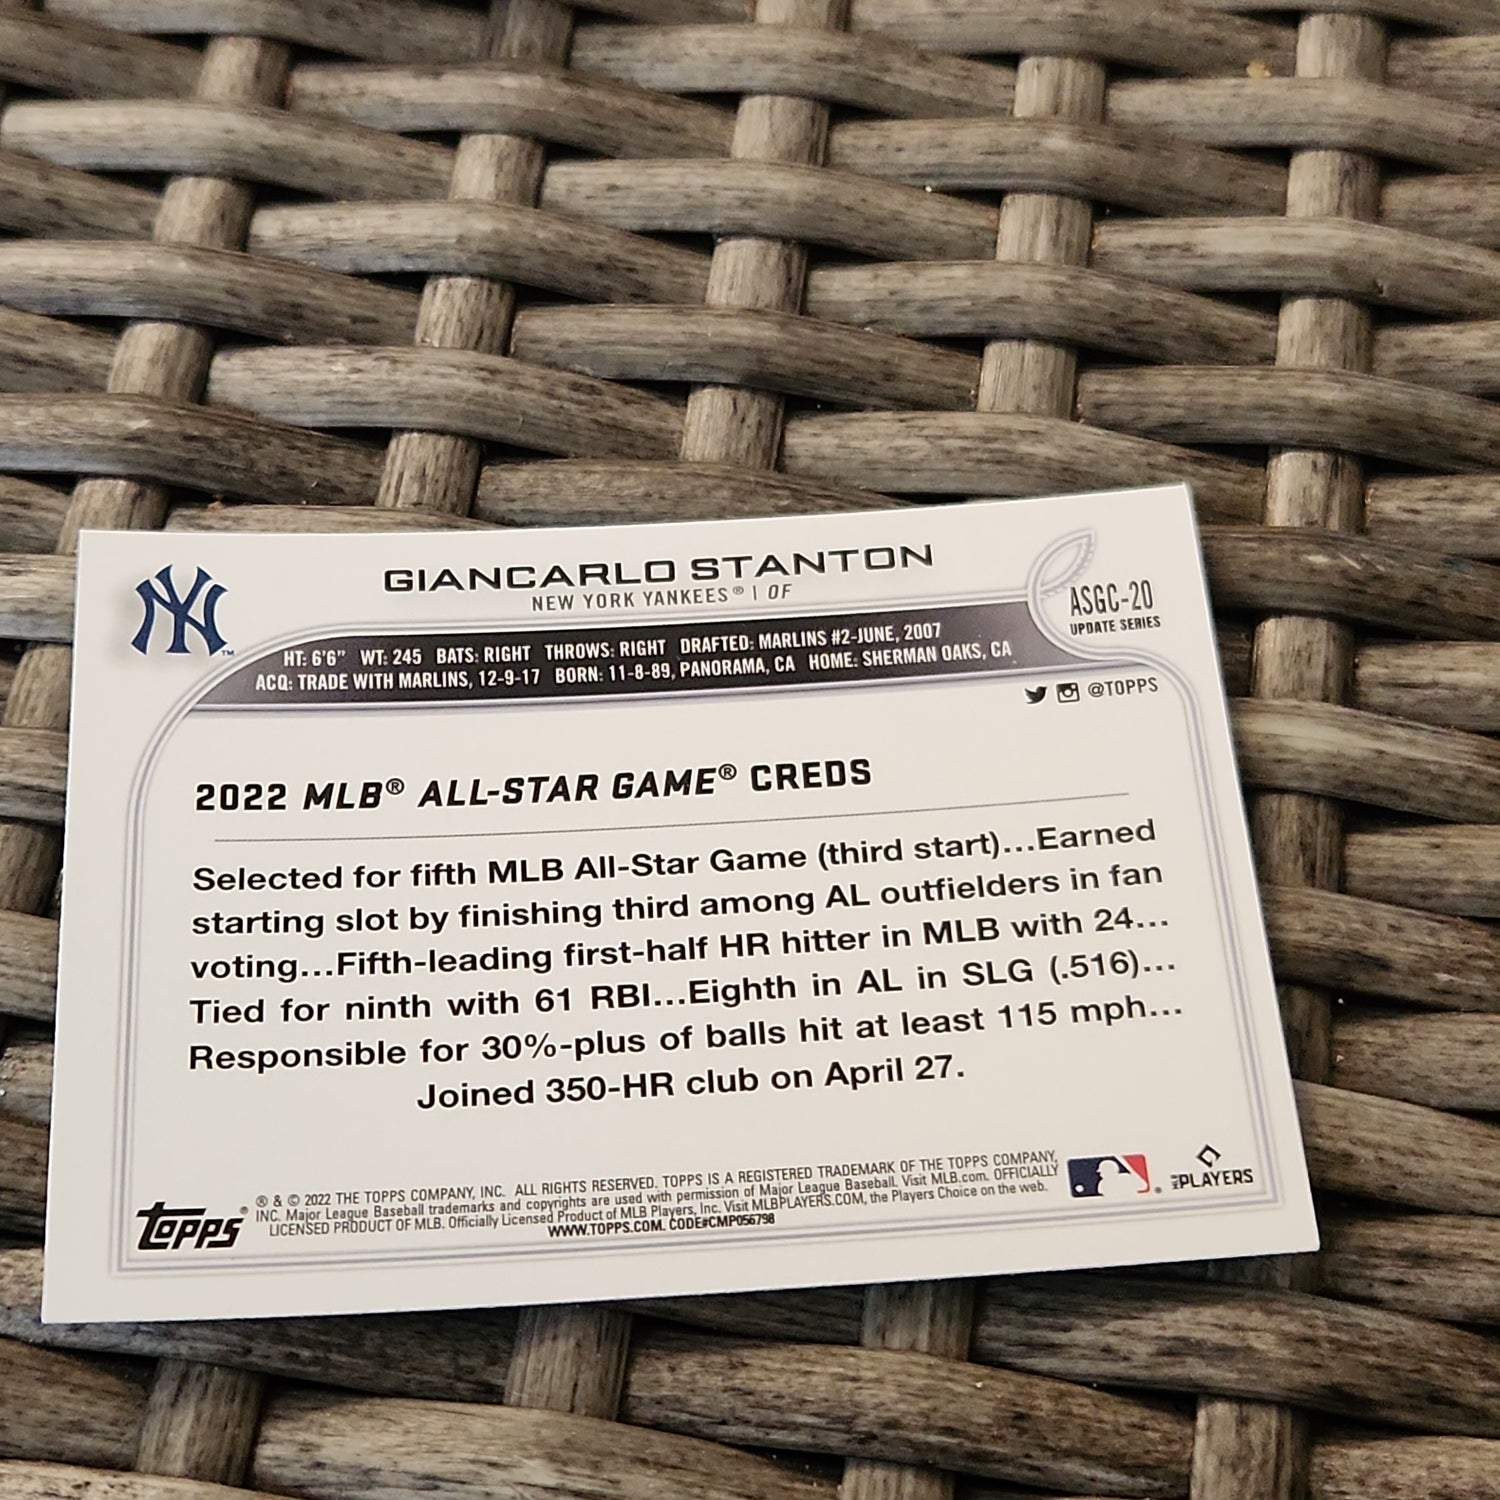 GIANCARLO STANTON
NEW YORK YANKEES® | OF
ASGC-20
UPDATE SERIES
HT: 6'6" WT: 245 BATS: RIGHT THROWS: RIGHT DRAFTED: MARLINS #2-JUNE, 2007
ACQ: TRADE WITH MARLINS, 12-9-17 BORN: 11-8-89, PANORAMA, CA HOME: SHERMAN OAKS, CA
@TOPPS
2022 MLB® ALL-STAR GAME® CREDS
Selected for fifth MLB All-Star Game (third start)...Earned
starting slot by finishing third among AL outfielders in fan
voting...Fifth-leading first-half HR hitter in MLB with 24...
Tied for ninth with 61 RBI...Eighth in AL in SLG (.516)...
Responsible for 30%-plus of balls hit at least 115 mph...
Joined 350-HR club on April 27.
® & © 2022 THE TOPPS COMPANY, INC. ALL RIGHTS RESERVED. TOPPS IS A REGISTERED TRADEMARK OF THE TOPPS COMPANY,
INC. Major League Baseball trademarks and copyrights are used with permission of Major League Baseball. Visit MLB.com. OFFICIALLY
LICENSED PRODUCT OF MLB. Officially Licensed Product of MLB Players, Inc. Visit MLBPLAYERS.COM, the Players Choice on the web.
WWW.TOPPS.COM. CODE#CMP056798
topps®
PLAYERS